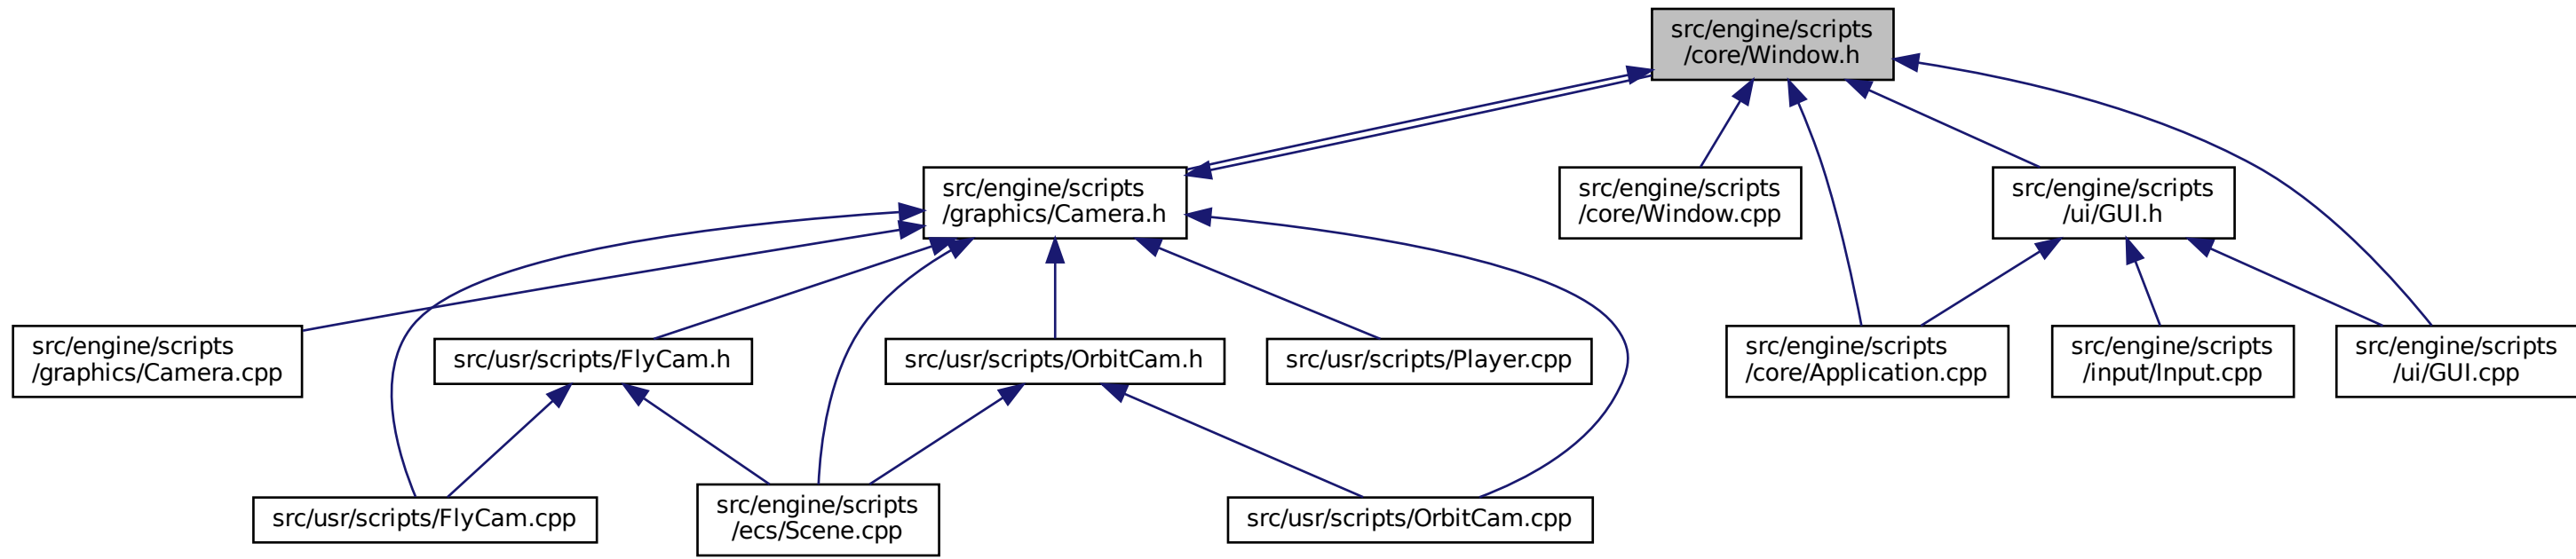 src/engine/scripts
/core/Window.h
src/engine/scripts
/graphics/Camera.h
src/engine/scripts
/core/Window.cpp
src/engine/scripts
/ui/GUI.h
src/engine/scripts
/graphics/Camera.cpp
src/usr/scripts/FlyCam.h
src/usr/scripts/OrbitCam.h
src/usr/scripts/Player.cpp
src/engine/scripts
/core/Application.cpp
src/engine/scripts
/input/Input.cpp
src/engine/scripts
/ui/GUI.cpp
src/usr/scripts/FlyCam.cpp
src/engine/scripts
/ecs/Scene.cpp
src/usr/scripts/OrbitCam.cpp